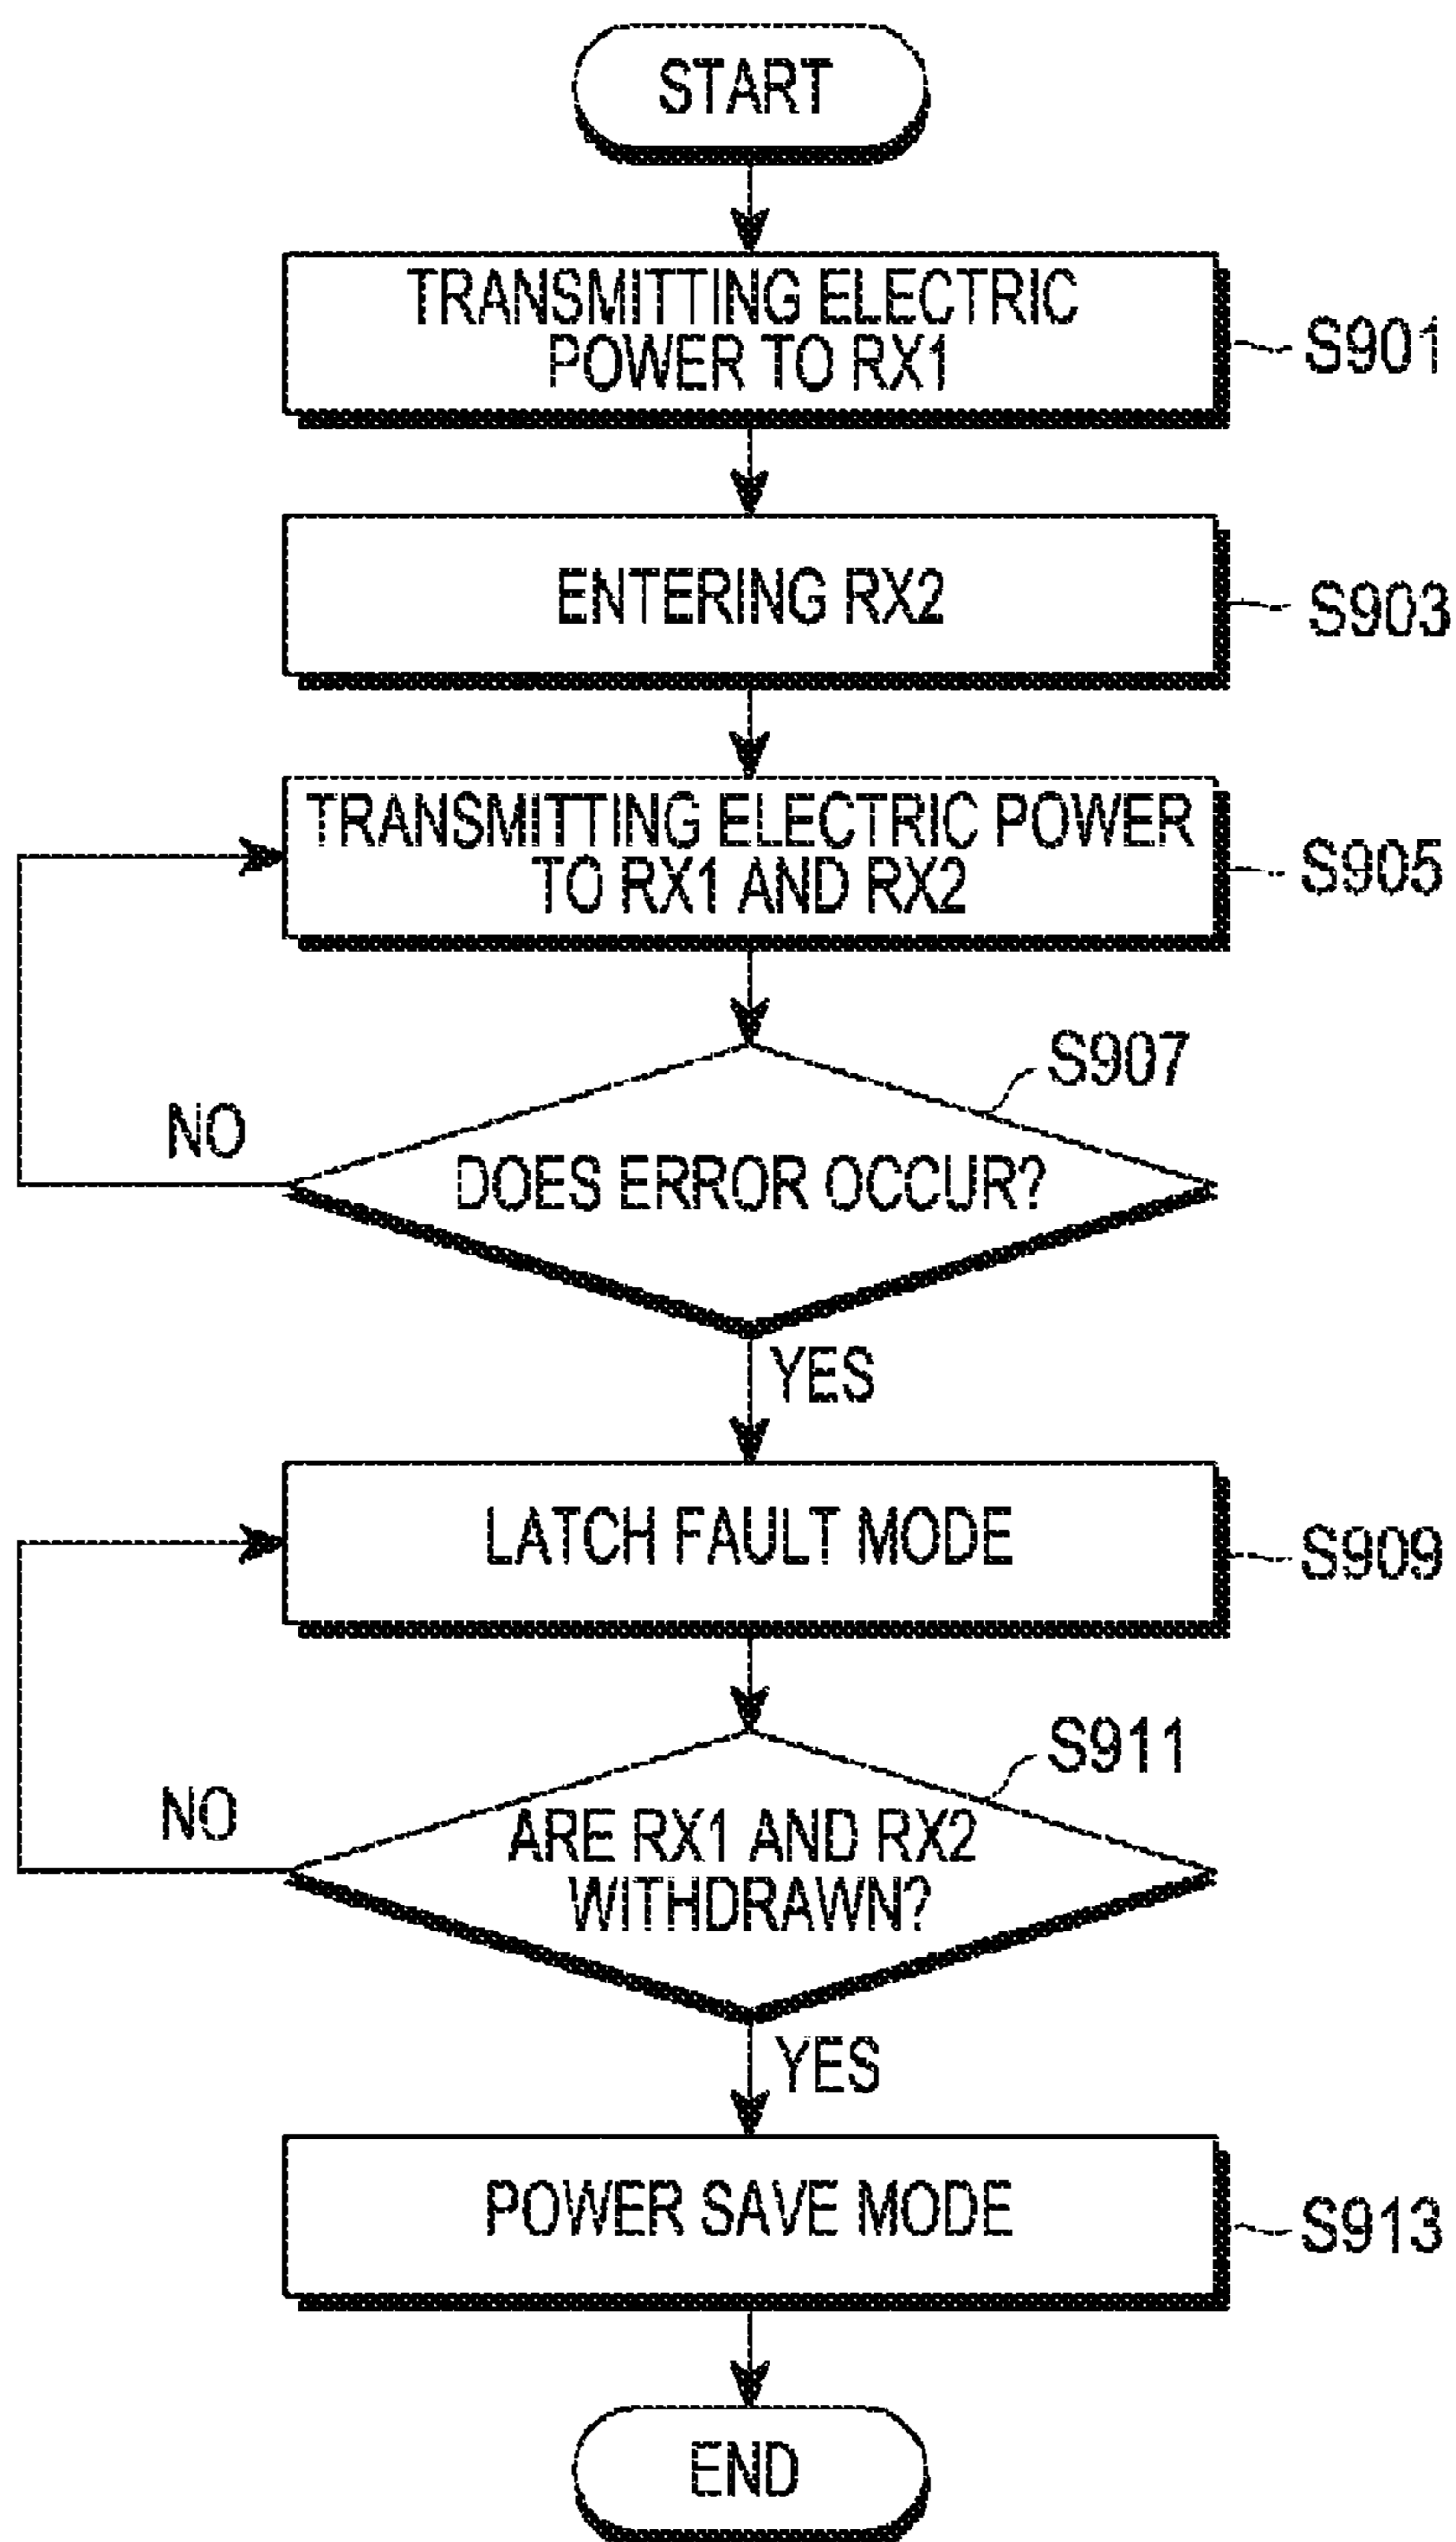 START
TRANSMITTING ELECTRIC
POWER TO RX1
S901
ENTERING RX2
S903
TRANSMITTING ELECTRIC POWER
TO RX1 AND RX2
S905
S907
NO
DOES ERROR OCCUR?
YES
LATCH FAULT MODE
S909
S911
NO
ARE RX1 AND RX2
WITHDRAWN?
YES
POWER SAVE MODE
S913
END